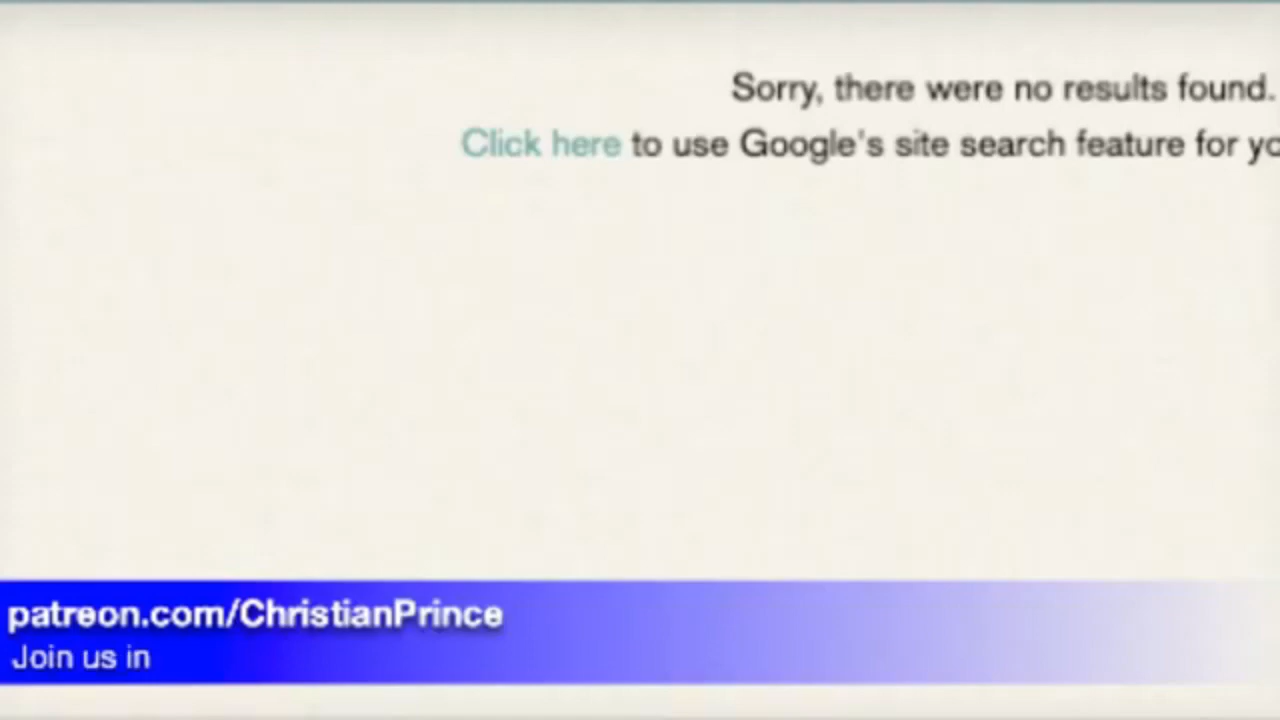 Sorry, there were no results found.
Click here to use Google's site search feature for
patreon.com/ChristianPrince
Join us in